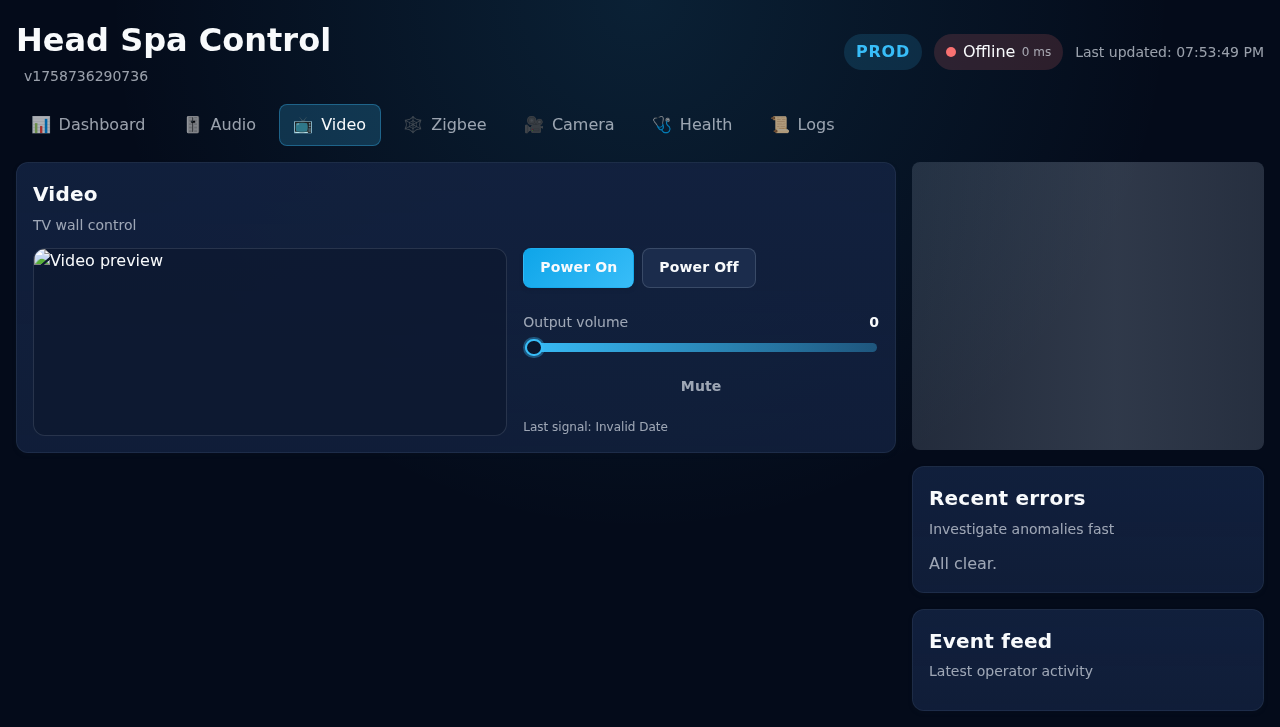 Head Spa Control
v1758736290736
PROD
Offline 0 ms
Last updated: 07:53:49 PM
Dashboard
Audio
Video
Zigbee
Camera
Health
Logs
Video
TV wall control
Video preview
Power On
Power Off
Output volume
0
Mute
Last signal: Invalid Date
Recent errors
Investigate anomalies fast
All clear.
Event feed
Latest operator activity